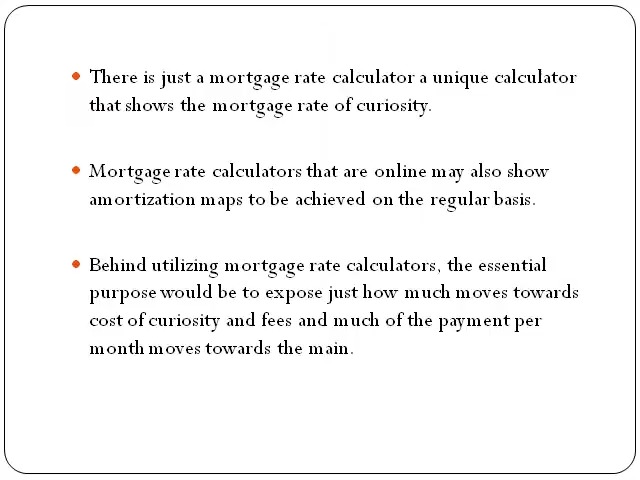 There is just a mortgage rate calculator a unique calculator
that shows the mortgage rate of curiosity.
Mortgage rate calculators that are online may also show
amortization maps to be achieved on the regular basis.
Behind utilizing mortgage rate calculators, the essential
purpose would be to expose just how much moves towards
cost of curiosity and fees and much of the payment per
month moves towards the main.